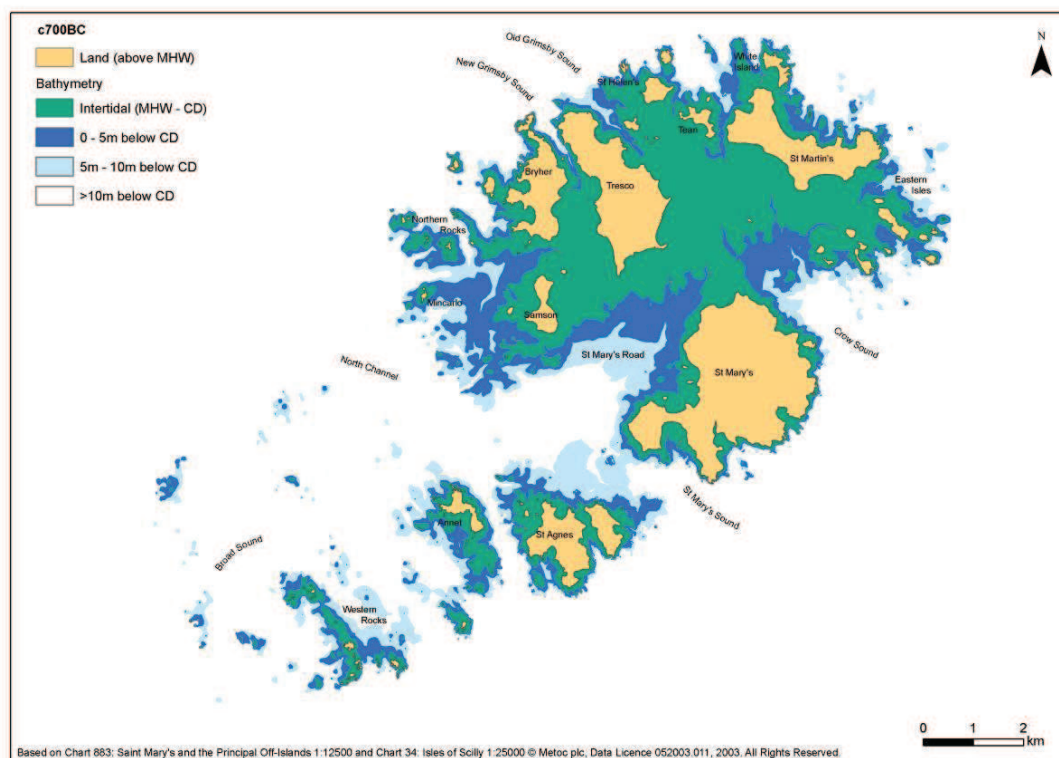 c700BC
Land (above MHW)
Bathymetry
Intertidal (MHW - CD)
0 - 5m below CD
5m - 10m below CD
>10m below CD
Old Grimsby Sound
New Grimsby Sound
N
White
Island
St Helen's
Tean
St Martin's
Bryher
Tresco
Eastern
Isles
Northern
Rocks
Mincarlo
Samson
St Mary's Road
Crow Sound
North Channel
St Mary's
St Mary's Sound
Annet
St Agnes
Broad Sound
Western
Rocks
0 1 2
km
Based on Chart 883: Saint Mary's and the Principal Off-Islands 1:12500 and Chart 34: Isles of Scilly 1:25000 © Metoc plc, Data Licence 052003.011, 2003. All Rights Reserved.